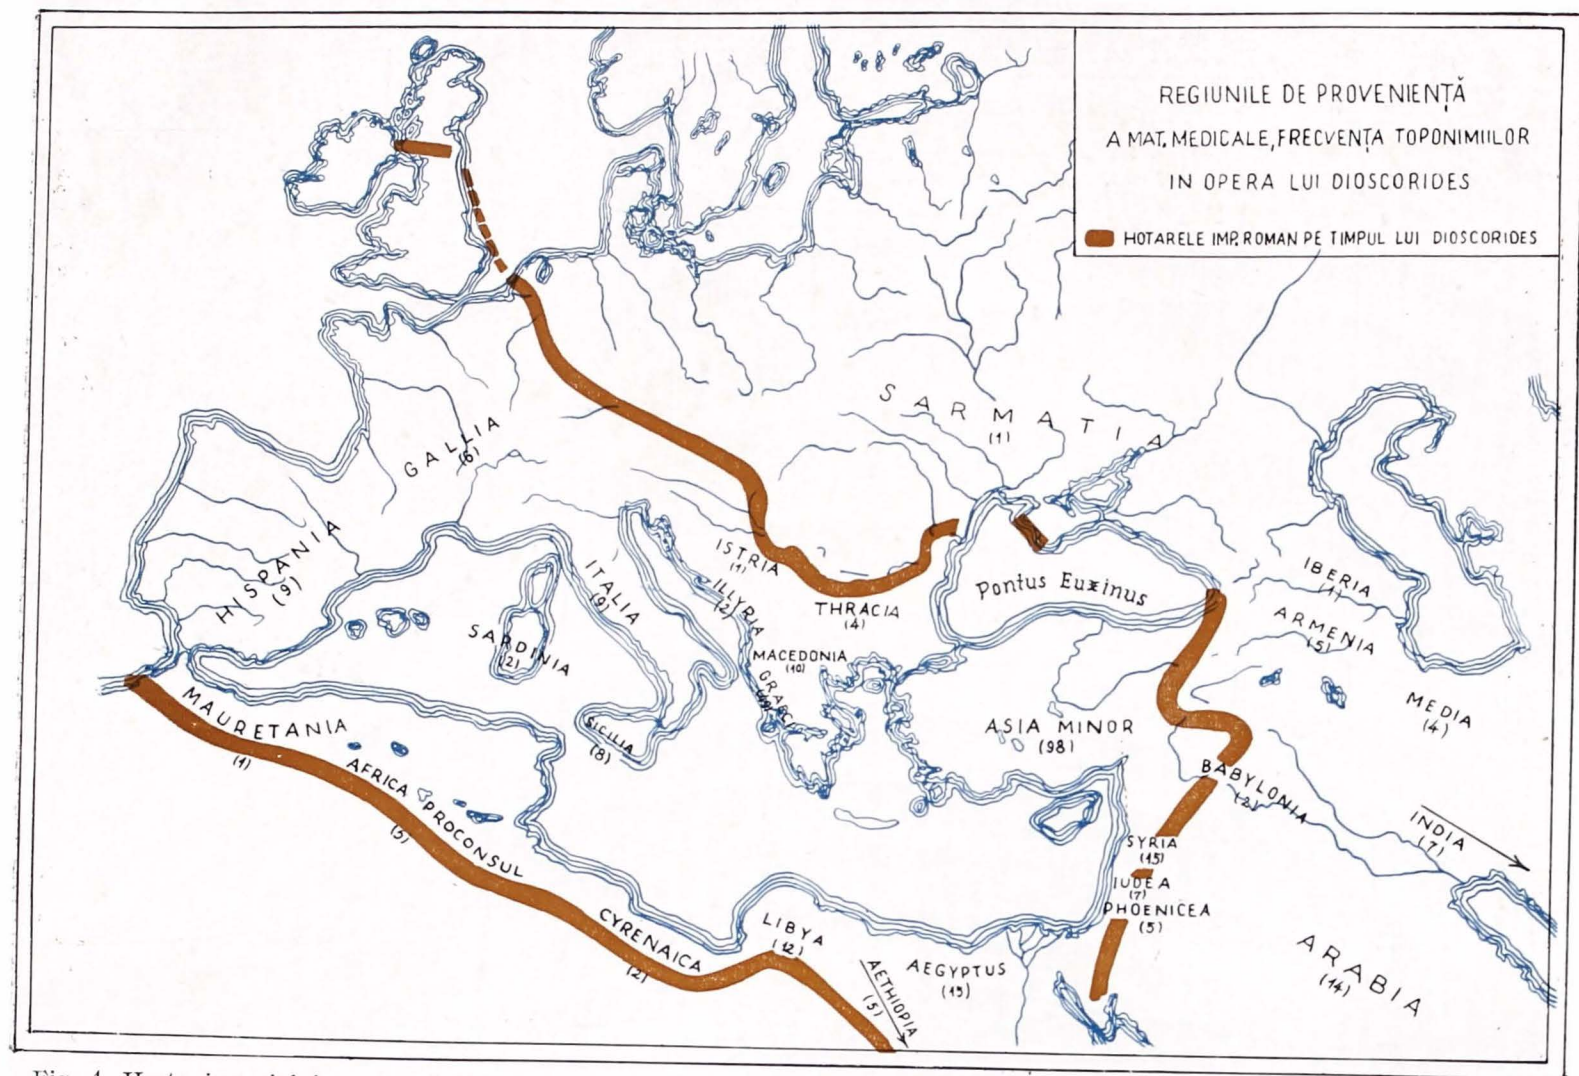 REGIUNILE DE PROVENIENȚĂ
A MAT. MEDICALE, FRECVENȚA TOPONIMIILOR
IN OPERA LUI DIOSCORIDES
HOTARELE IMP. ROMAN PE TIMPUL LUI DIOSCORIDES
SARMATIA
(1)
GALLIA
(6)
HISPANIA
(9)
ITALIA
(9)
ISTRIA
(1)
ILLYRIA
(2)
THRACIA
(4)
Pontus Euxinus
IBERIA
(1)
ARMENIA
(5)
SARDINIA
(2)
MACEDONIA
(10)
MEDIA
(4)
MAURETANIA
(1)
SICILIA
(8)
ASIA MINOR
(98)
AFRICA PROCONSUL
(5)
BABYLONIA
(2)
INDIA
(7)
SYRIA
(15)
IUDEA
(7)
PHOENICEA
(5)
CYRENAICA
(2)
LIBYA
(12)
AETHIOPIA
(5)
AEGYPTUS
(15)
ARABIA
(14)